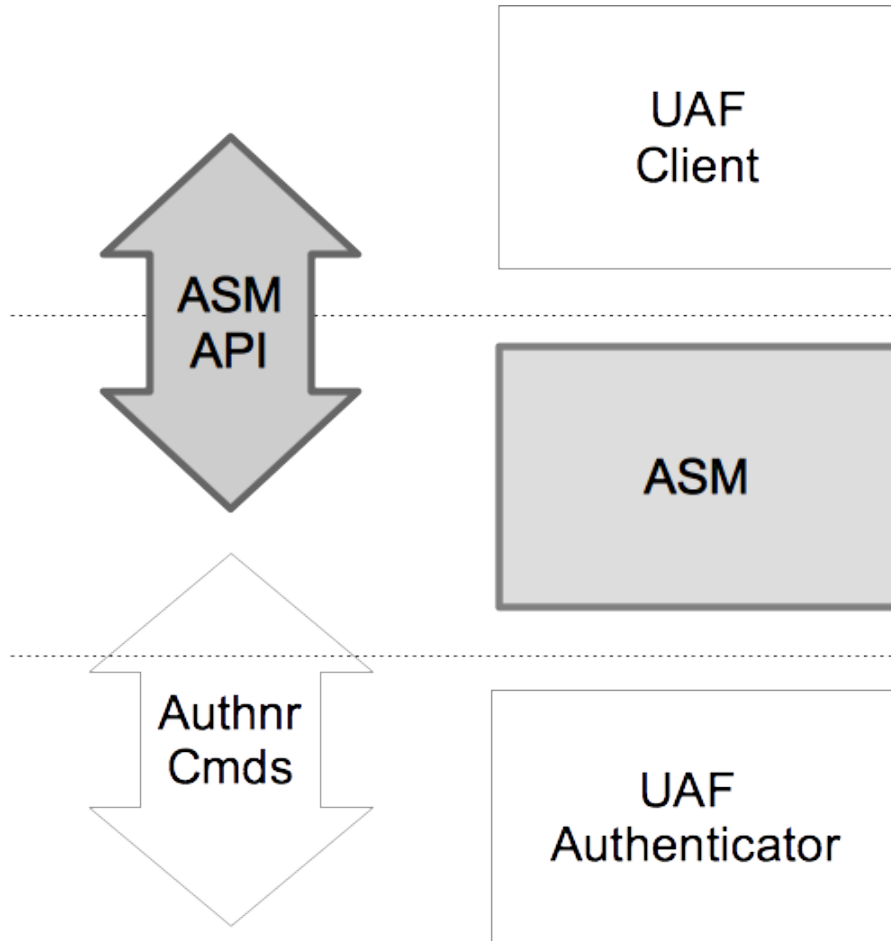 UAF
Client
ASM
API
ASM
Authnr
Cmds
UAF
Authenticator